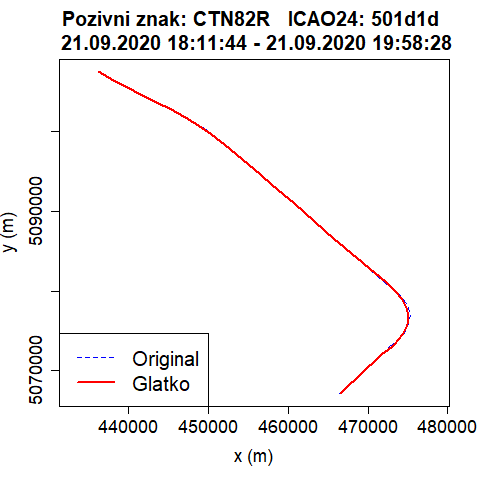 Pozivni znak: CTN82R ICAO24: 501d1d
21.09.2020 18:11:44 - 21.09.2020 19:58:28
y (m)
5090000
5070000
Original
Glatko
440000 450000 460000 470000 480000
x (m)